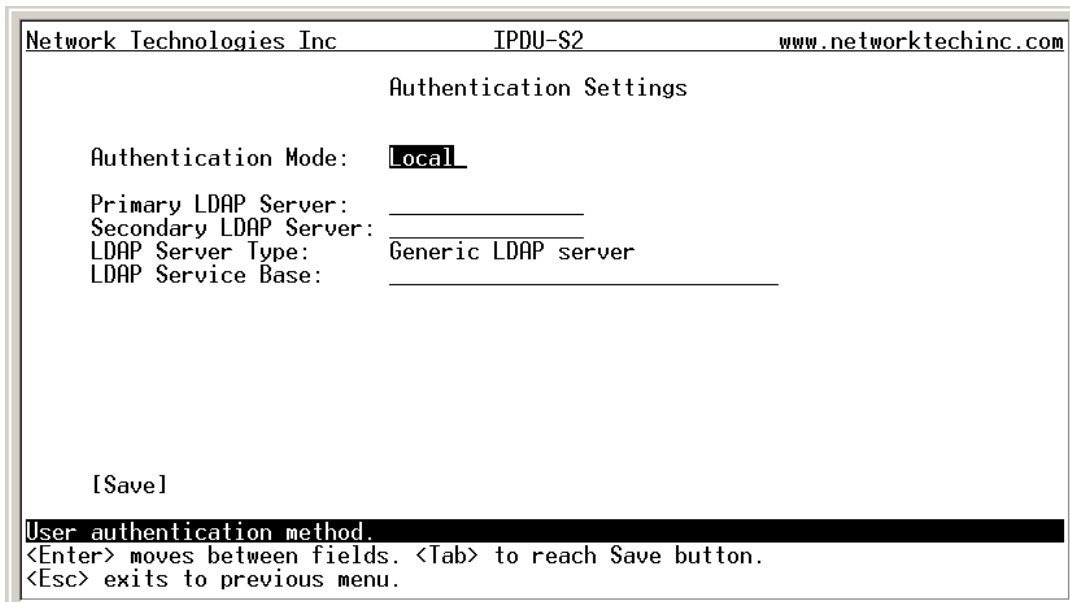 Network Technologies Inc IPDU-S2 www.networktechinc.com
Authentication Settings
Authentication Mode: Local
Primary LDAP Server:
Secondary LDAP Server:
LDAP Server Type: Generic LDAP server
LDAP Service Base:
[Save]
User authentication method.
<Enter> moves between fields. <Tab> to reach Save button.
<Esc> exits to previous menu.